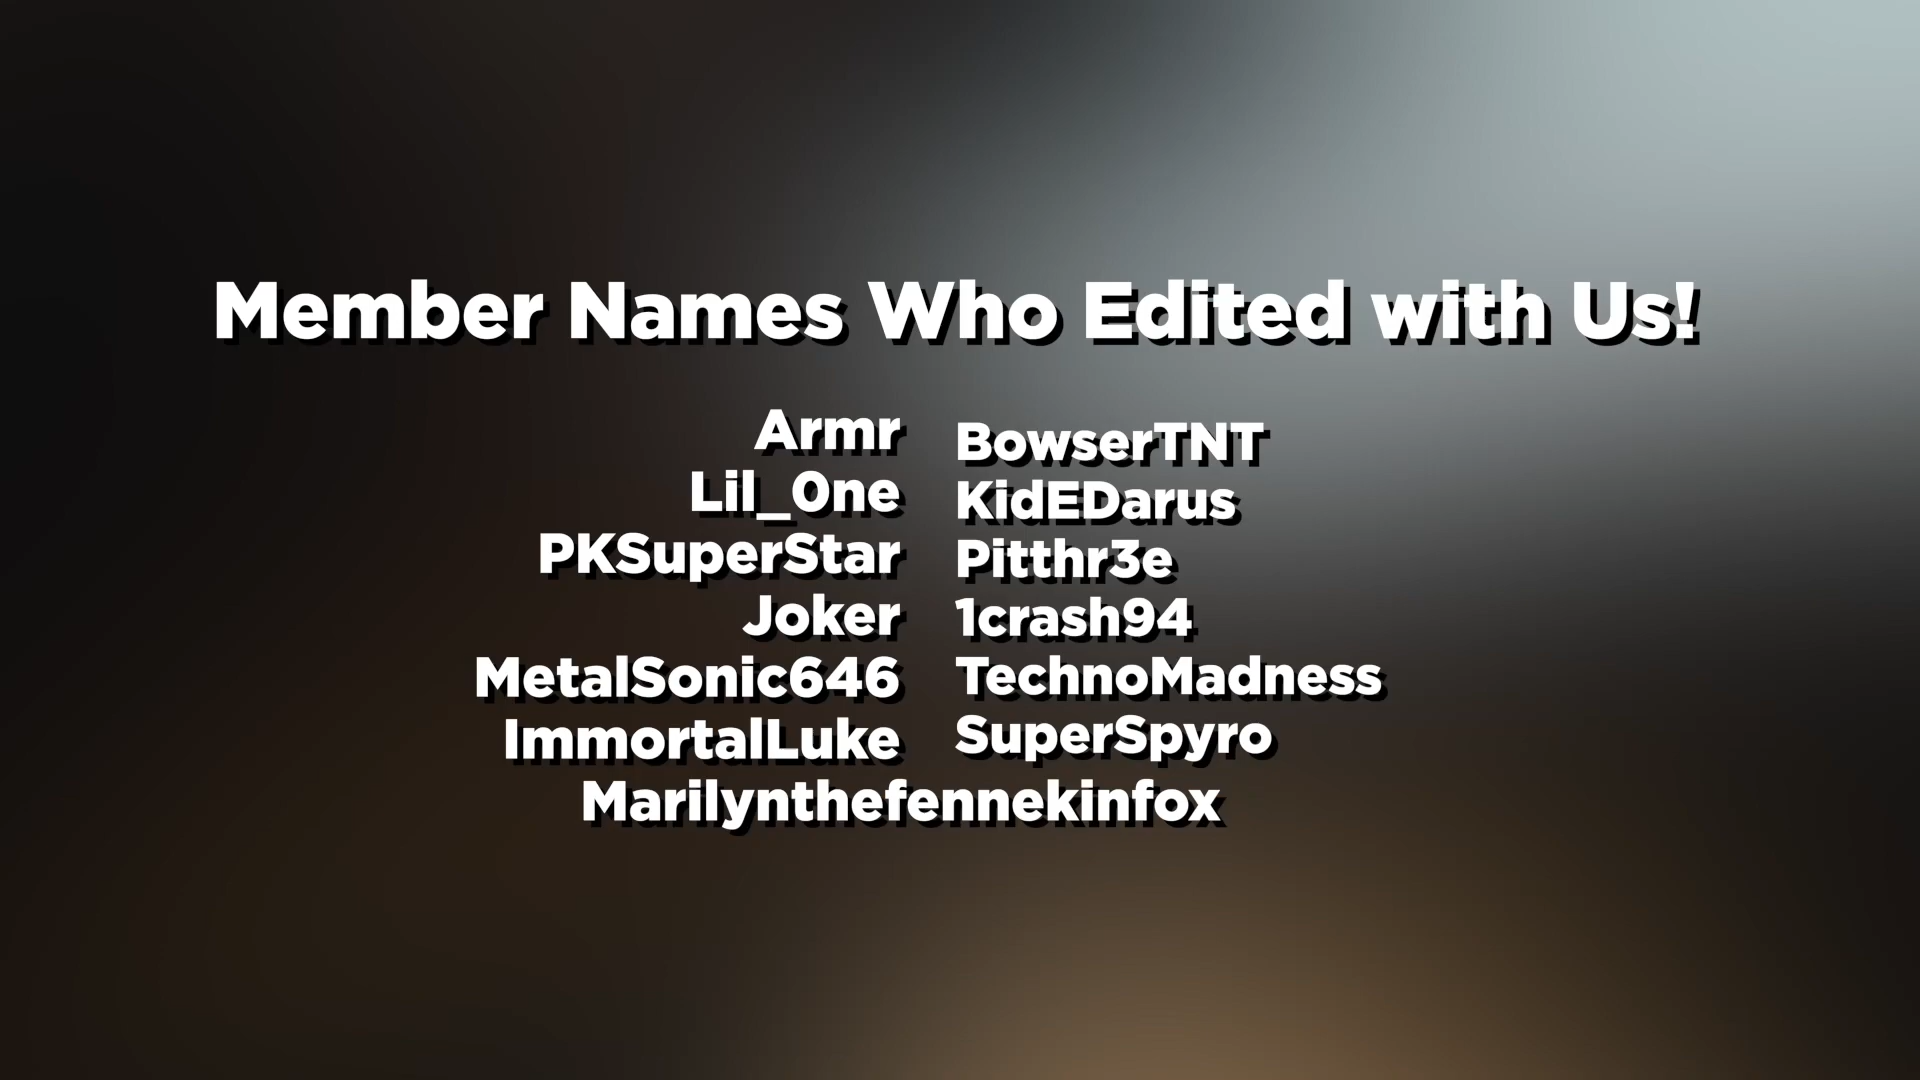 Member Names Who Edited with Us!
Armr
Lil_0ne
PKSuperStar
Joker
MetalSonic646
ImmortalLuke
BowserTNT
KidEDarus
Pitthr3e
1crash94
TechnoMadness
SuperSpyro
Marilynthefennekinfox